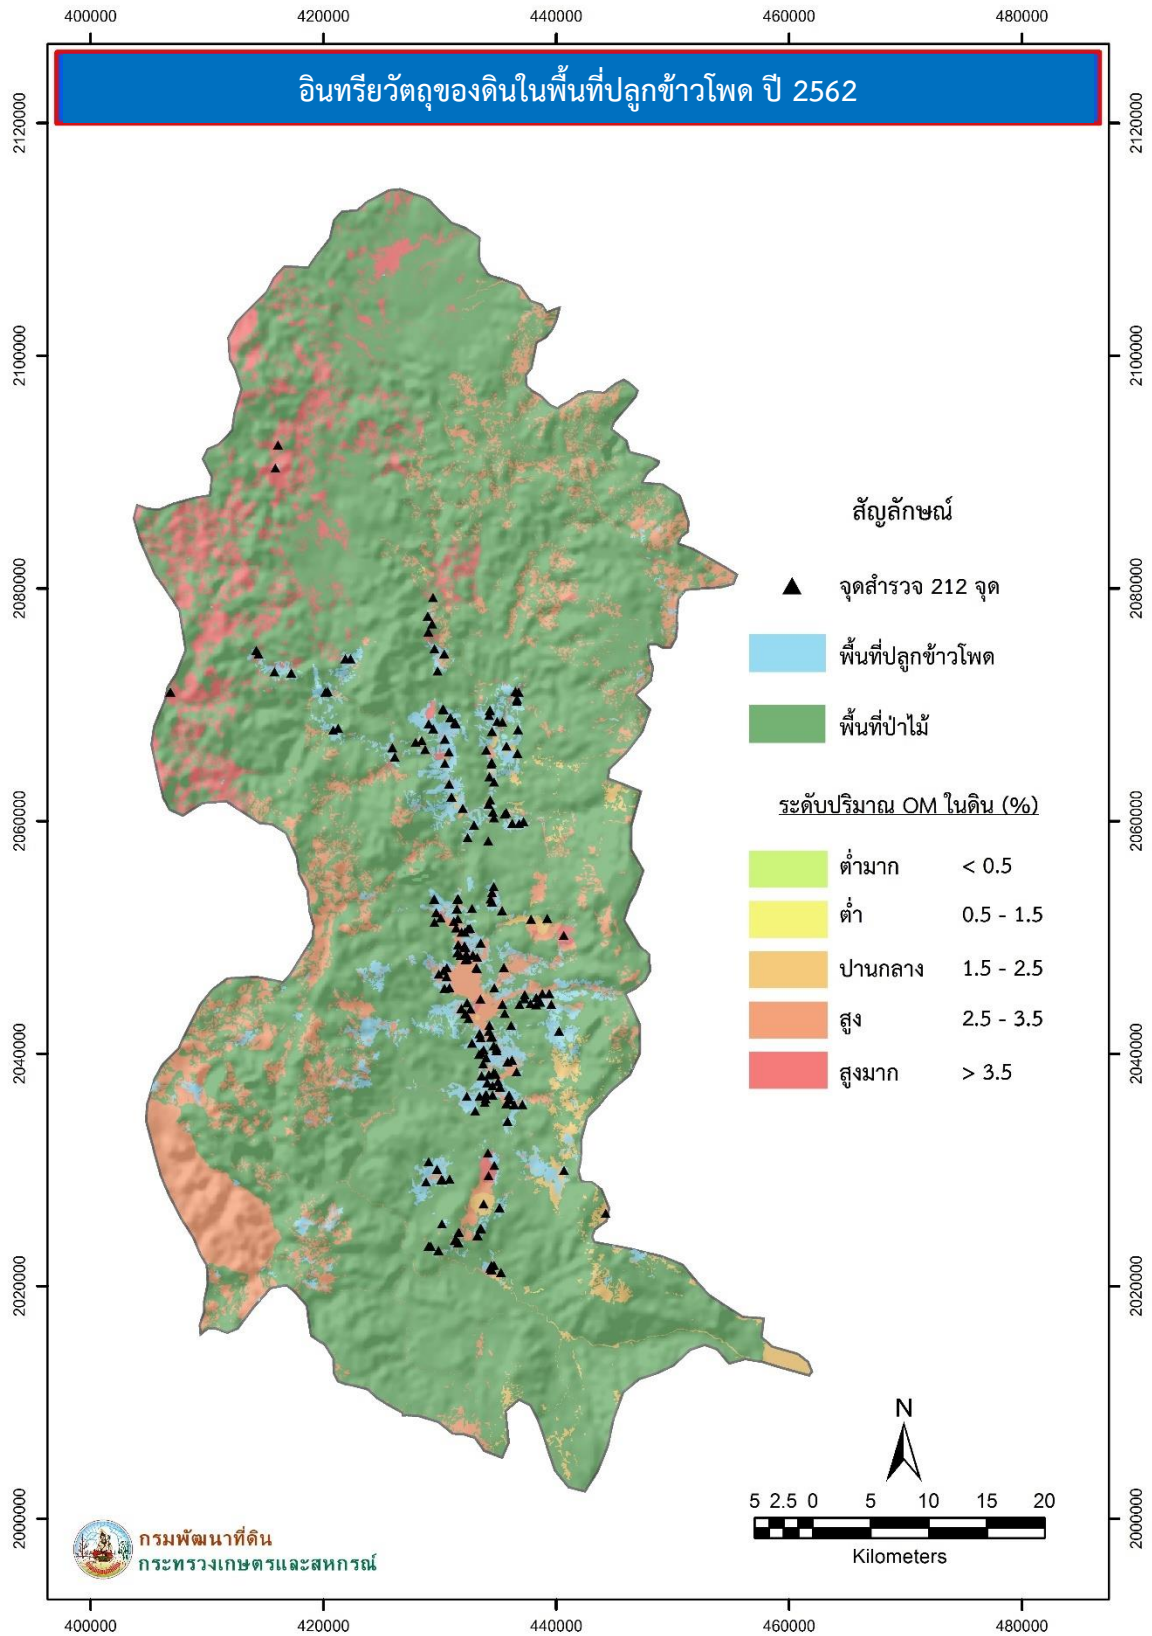 400000 420000 440000 460000 480000
อินทรียวัตถุของดินในพื้นที่ปลูกข้าวโพด ปี 2562
2120000 2120000
2100000 2100000
สัญลักษณ์
2080000 2080000
จุดสำรวจ 212 จุด
พื้นที่ปลูกข้าวโพด
พื้นที่ป่าไม้
ระดับปริมาณ OM ในดิน (%)
2060000 2060000
ต่ำมาก < 0.5
ต่ำ 0.5 - 1.5
ปานกลาง 1.5 - 2.5
สูง 2.5 - 3.5
2040000 2040000
สูงมาก > 3.5
2020000 2020000
N
5 2.5 0 5 10 15 20
Kilometers
2000000 2000000
กรมพัฒนาที่ดิน
กระทรวงเกษตรและสหกรณ์
400000 420000 440000 460000 480000